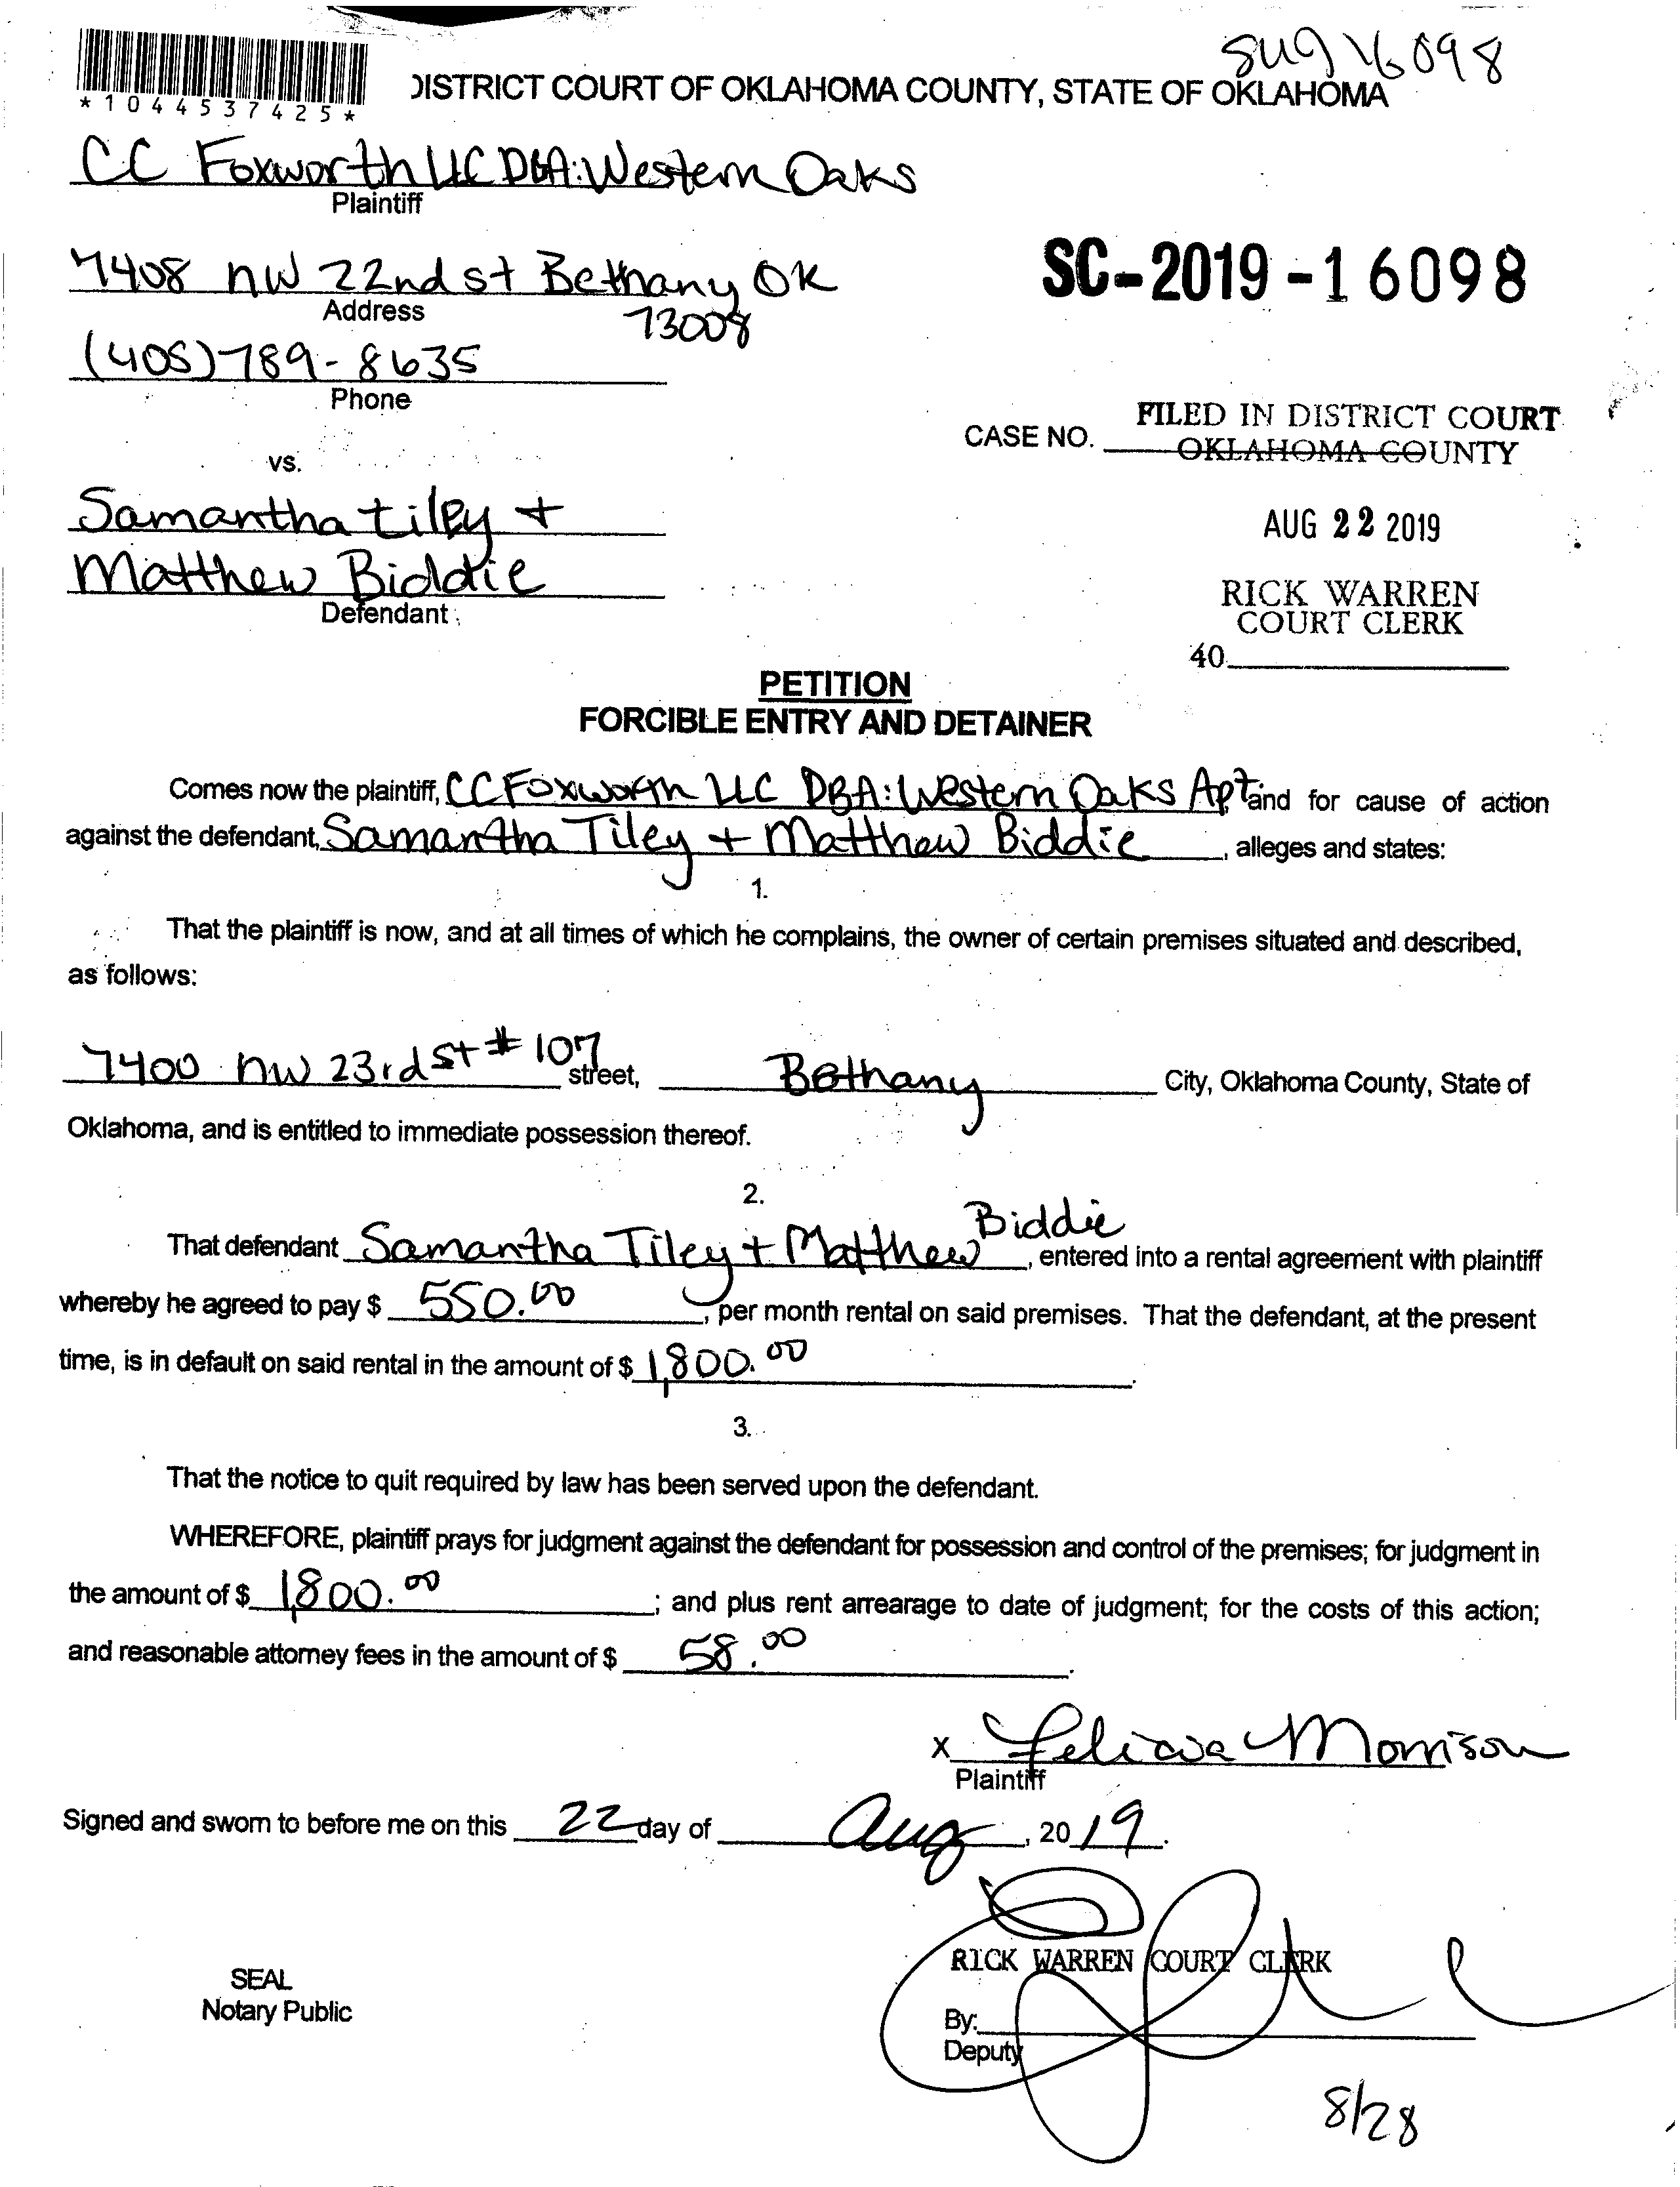 SC-19 16098
*1044537425*
DISTRICT COURT OF OKLAHOMA COUNTY, STATE OF OKLAHOMA
CC Foxworth LLC DBA: Western Oaks
Plaintiff
7408 NW 22nd St Bethany OK
Address
73008
SC-2019-16098
(405)789-8635
Phone
FILED IN DISTRICT COURT
CASE NO.
OKLAHOMA COUNTY
vs.
Samantha Tiley +
AUG 22 2019
Matthew Biddie
Defendant
RICK WARREN
COURT CLERK
40
PETITION
FORCIBLE ENTRY AND DETAINER
Comes now the plaintiff, CC Foxworth LLC DBA: Western Oaks Apt and for cause of action
against the defendant, Samantha Tiley + Matthew Biddie, alleges and states:
1.
That the plaintiff is now, and at all times of which he complains, the owner of certain premises situated and described,
as follows:
7400 NW 23rd St # 107 street, Bethany City, Oklahoma County, State of
Oklahoma, and is entitled to immediate possession thereof.
2.
That defendant Samantha Tiley + Matthew Biddie, entered into a rental agreement with plaintiff
whereby he agreed to pay $ 550.00, per month rental on said premises. That the defendant, at the present
time, is in default on said rental in the amount of $ 1,800.00.
3.
That the notice to quit required by law has been served upon the defendant.
WHEREFORE, plaintiff prays for judgment against the defendant for possession and control of the premises; for judgment in
the amount of $ 1,800.00; and plus rent arrearage to date of judgment; for the costs of this action;
and reasonable attorney fees in the amount of $ 58.00.
X Felicia Morrison
Plaintiff
Signed and sworn to before me on this 22 day of Aug, 2019.
RICK WARREN COURT CLERK
SEAL
Notary Public
By:
Deputy
8/28